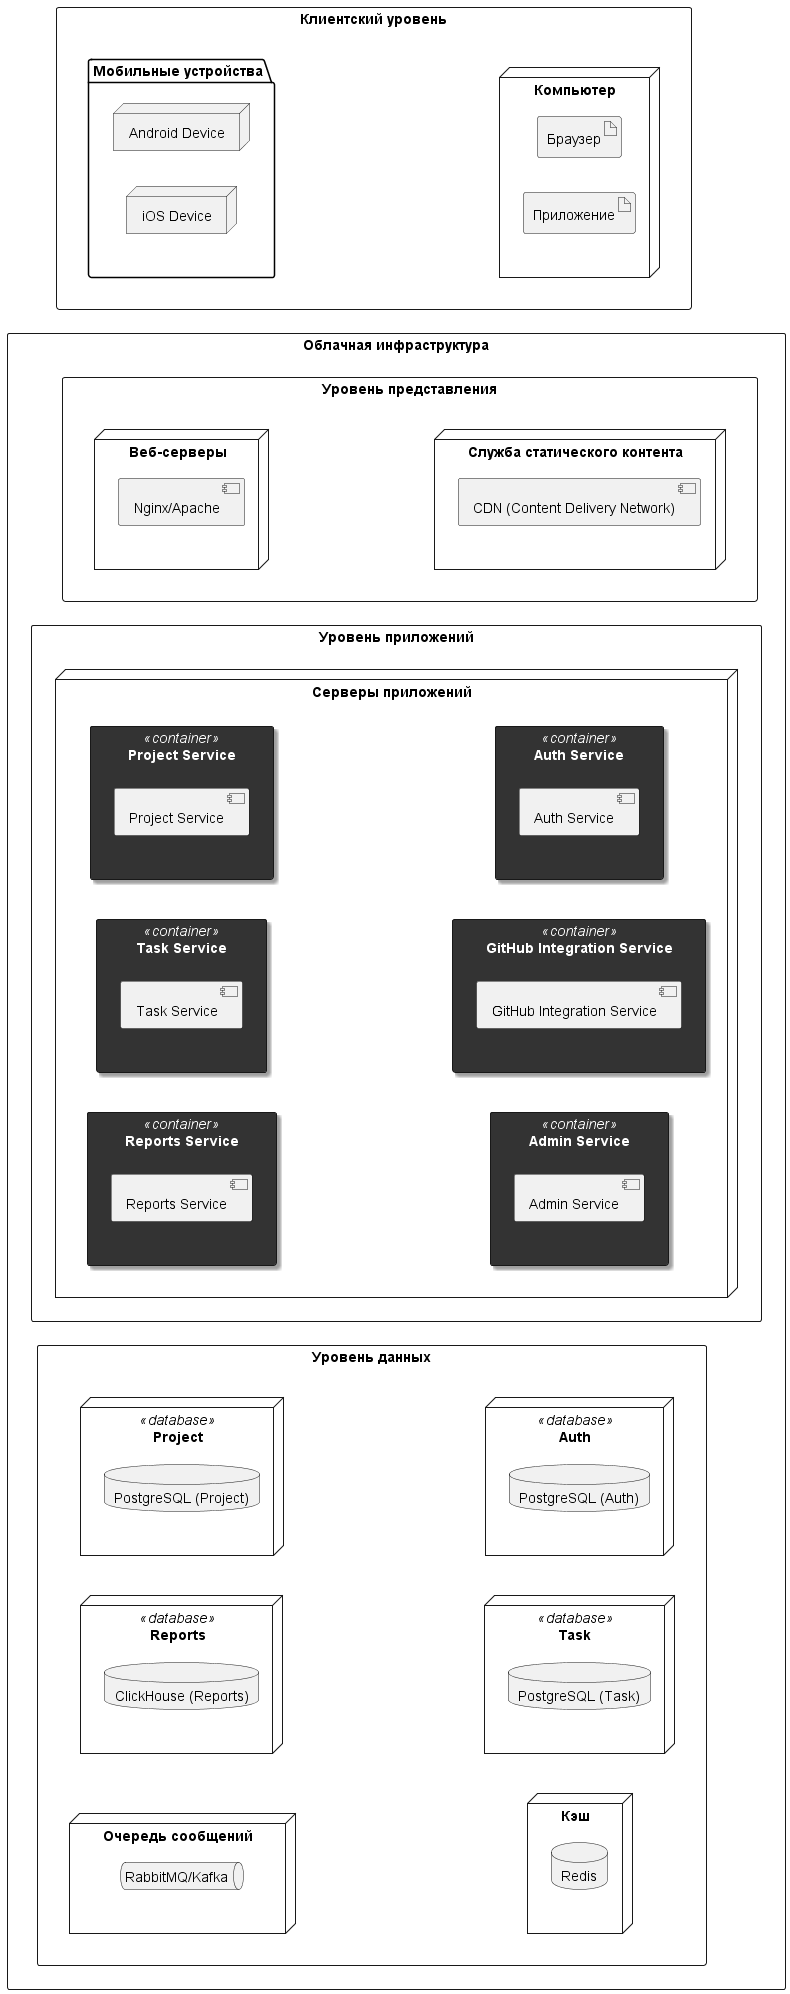 Клиентский уровень
Мобильные устройства
Android Device
iOS Device
Компьютер
Браузер
Приложение
Облачная инфраструктура
Уровень представления
Веб-серверы
Nginx/Apache
Служба статического контента
CDN (Content Delivery Network)
Уровень приложений
Серверы приложений
«container»
Project Service
Project Service
«container»
Auth Service
Auth Service
«container»
Task Service
Task Service
«container»
GitHub Integration Service
GitHub Integration Service
«container»
Reports Service
Reports Service
«container»
Admin Service
Admin Service
Уровень данных
«database»
Project
PostgreSQL (Project)
«database»
Auth
PostgreSQL (Auth)
«database»
Reports
ClickHouse (Reports)
«database»
Task
PostgreSQL (Task)
Очередь сообщений
RabbitMQ/Kafka
Кэш
Redis